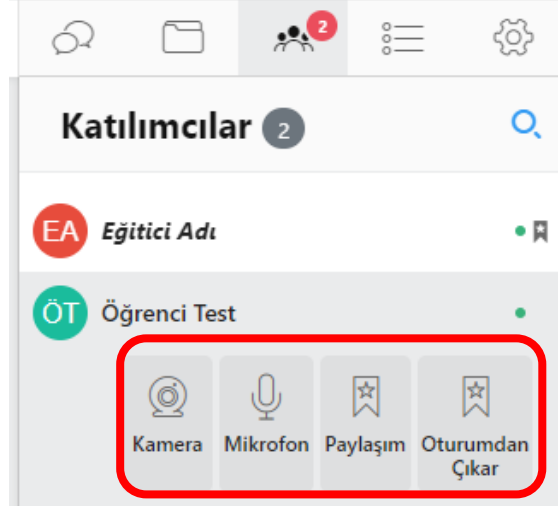 2
Katılımcılar 2
EA Eğitici Adı
ÖT Öğrenci Test
Kamera Mikrofon Paylaşım Oturumdan
Çıkar